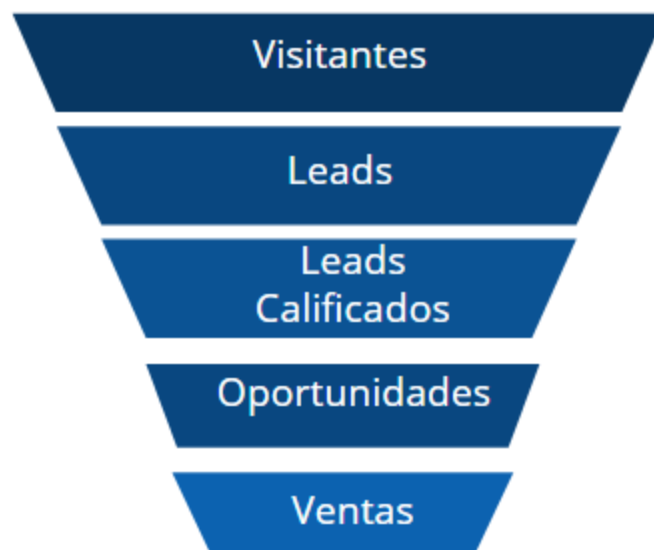 Visitantes
Leads
Leads
Calificados
Oportunidades
Ventas